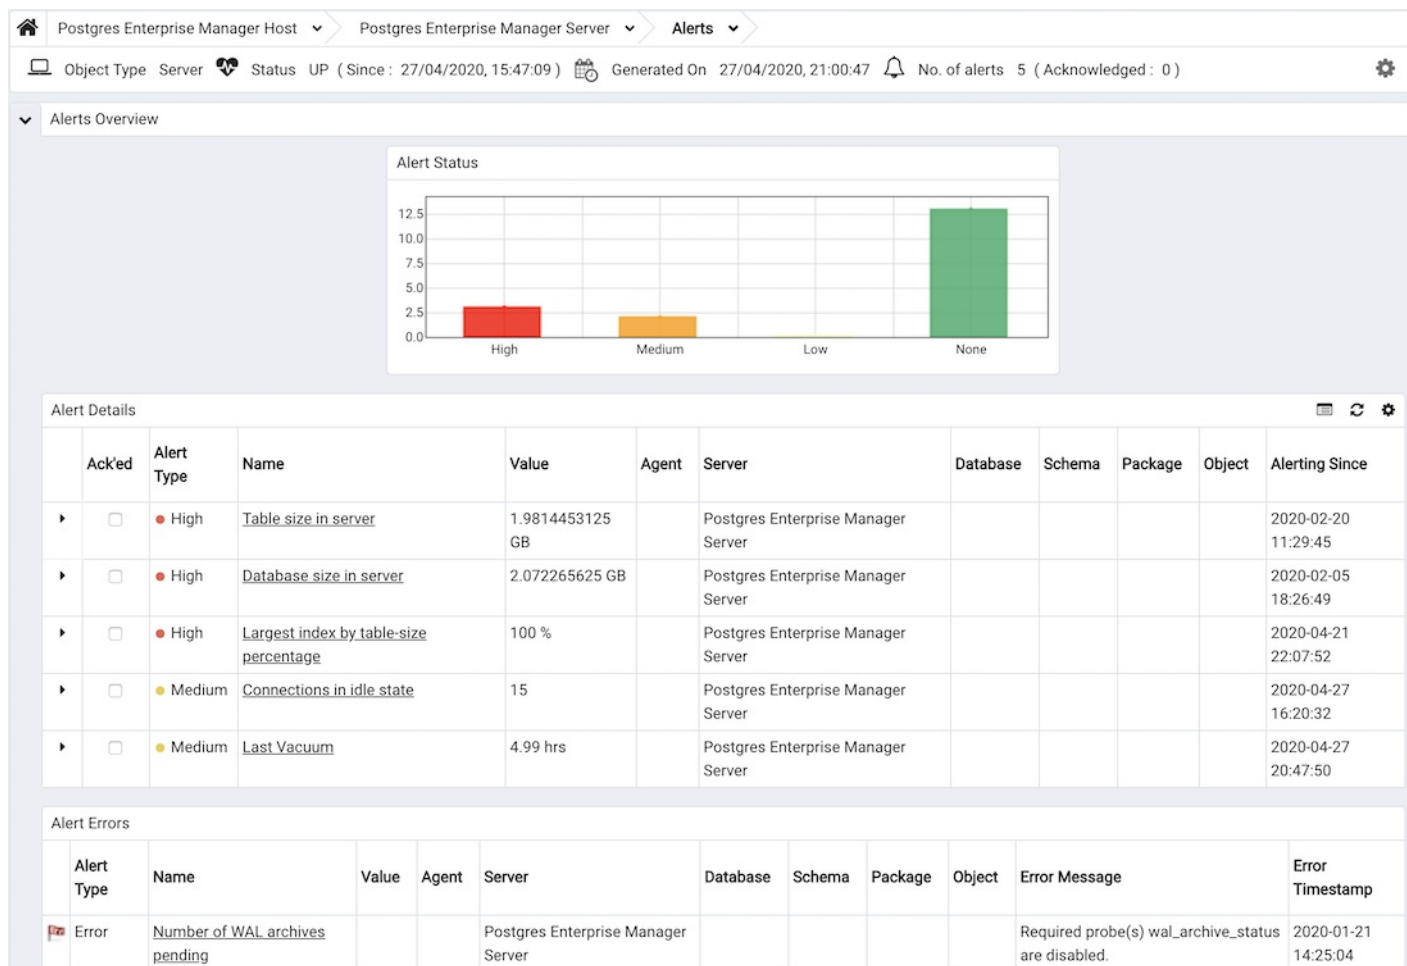 Postgres Enterprise Manager Host Postgres Enterprise Manager Server Alerts
Object Type Server Status UP ( Since : 27/04/2020, 15:47:09 ) Generated On 27/04/2020, 21:00:47 No. of alerts 5 ( Acknowledged : 0 )
Alerts Overview
Alert Status
12.5
10.0
7.5
5.0
2.5
0.0
High Medium Low None
Alert Details
Ack'ed Alert Type Name Value Agent Server Database Schema Package Object Alerting Since
High Table size in server 1.9814453125 GB Postgres Enterprise Manager Server 2020-02-20 11:29:45
High Database size in server 2.072265625 GB Postgres Enterprise Manager Server 2020-02-05 18:26:49
High Largest index by table-size percentage 100 % Postgres Enterprise Manager Server 2020-04-21 22:07:52
Medium Connections in idle state 15 Postgres Enterprise Manager Server 2020-04-27 16:20:32
Medium Last Vacuum 4.99 hrs Postgres Enterprise Manager Server 2020-04-27 20:47:50
Alert Errors
Alert Type Name Value Agent Server Database Schema Package Object Error Message Error Timestamp
Error Number of WAL archives pending Postgres Enterprise Manager Server Required probe(s) wal_archive_status are disabled. 2020-01-21 14:25:04